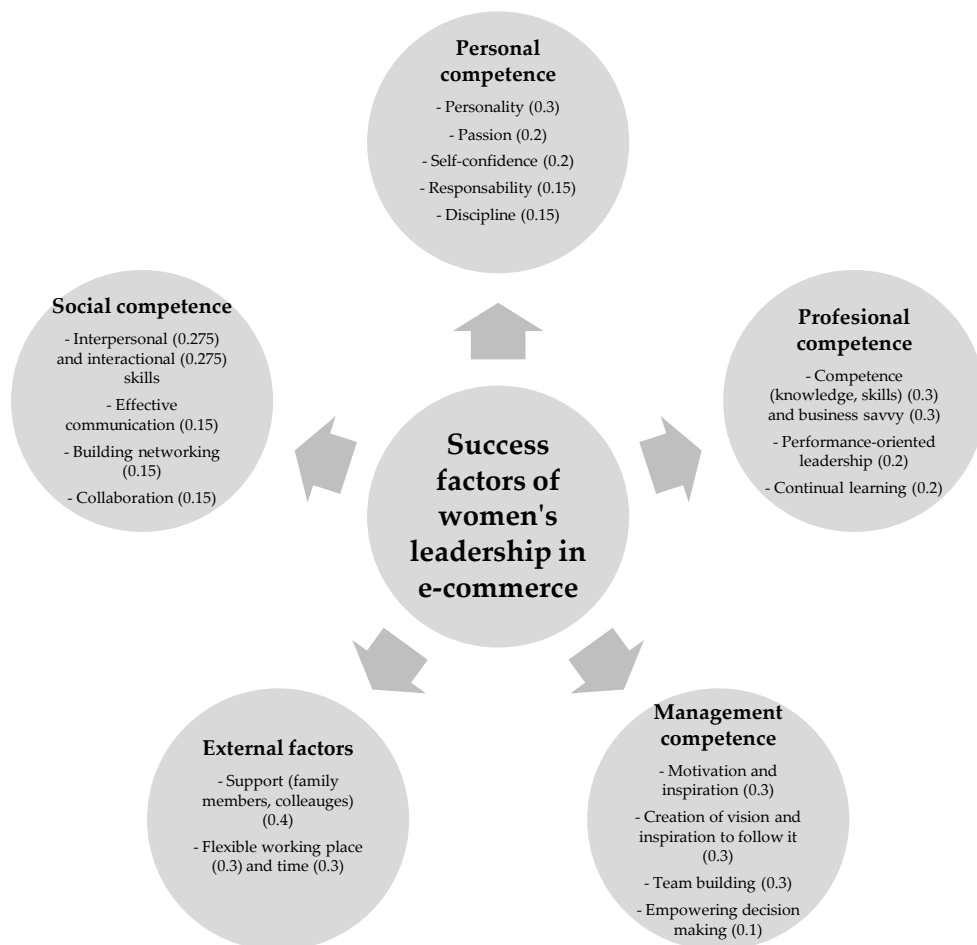 Personal
competence
- Personality (0.3)
- Passion (0.2)
- Self-confidence (0.2)
- Responsability (0.15)
- Discipline (0.15)
Social competence
- Interpersonal (0.275)
and interactional (0.275)
skills
- Effective
communication (0.15)
- Building networking
(0.15)
- Collaboration (0.15)
Profesional
competence
- Competence
(knowledge, skills) (0.3)
and business savvy (0.3)
- Performance-oriented
leadership (0.2)
- Continual learning (0.2)
Success
factors of
women's
leadership in
e-commerce
External factors
- Support (family
members, colleauges)
(0.4)
- Flexible working place
(0.3) and time (0.3)
Management
competence
- Motivation and
inspiration (0.3)
- Creation of vision and
inspiration to follow it
(0.3)
- Team building (0.3)
- Empowering decision
making (0.1)